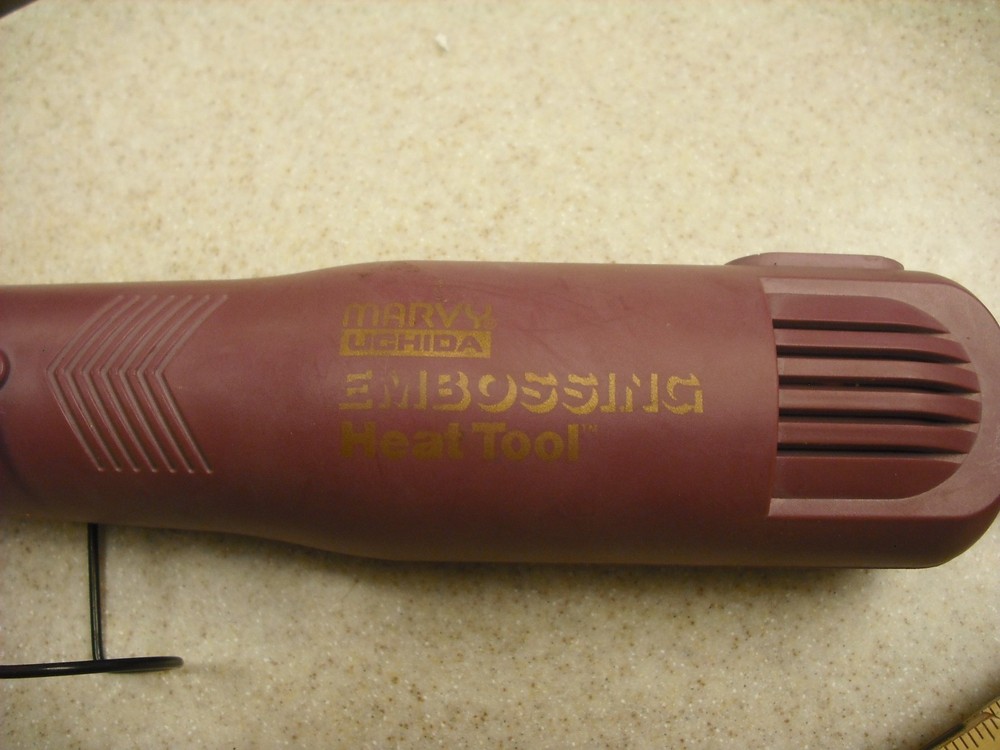 MARVY
UCHIDA
EMBOSSING
Heat Tool™